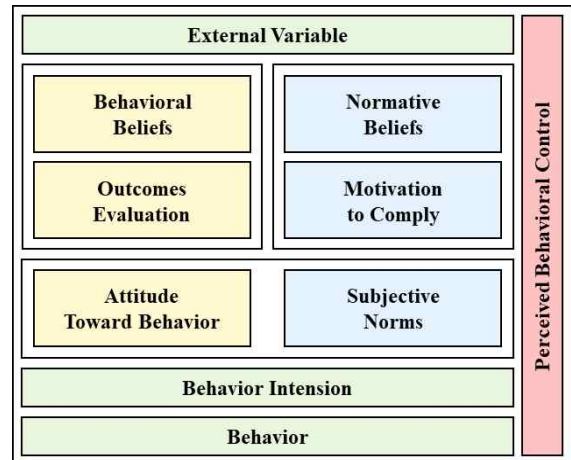 External Variable
Behavioral
Beliefs
Normative
Beliefs
Outcomes
Evaluation
Motivation
to Comply
Attitude
Toward Behavior
Subjective
Norms
Behavior Intension
Behavior
Perceived Behavioral Control